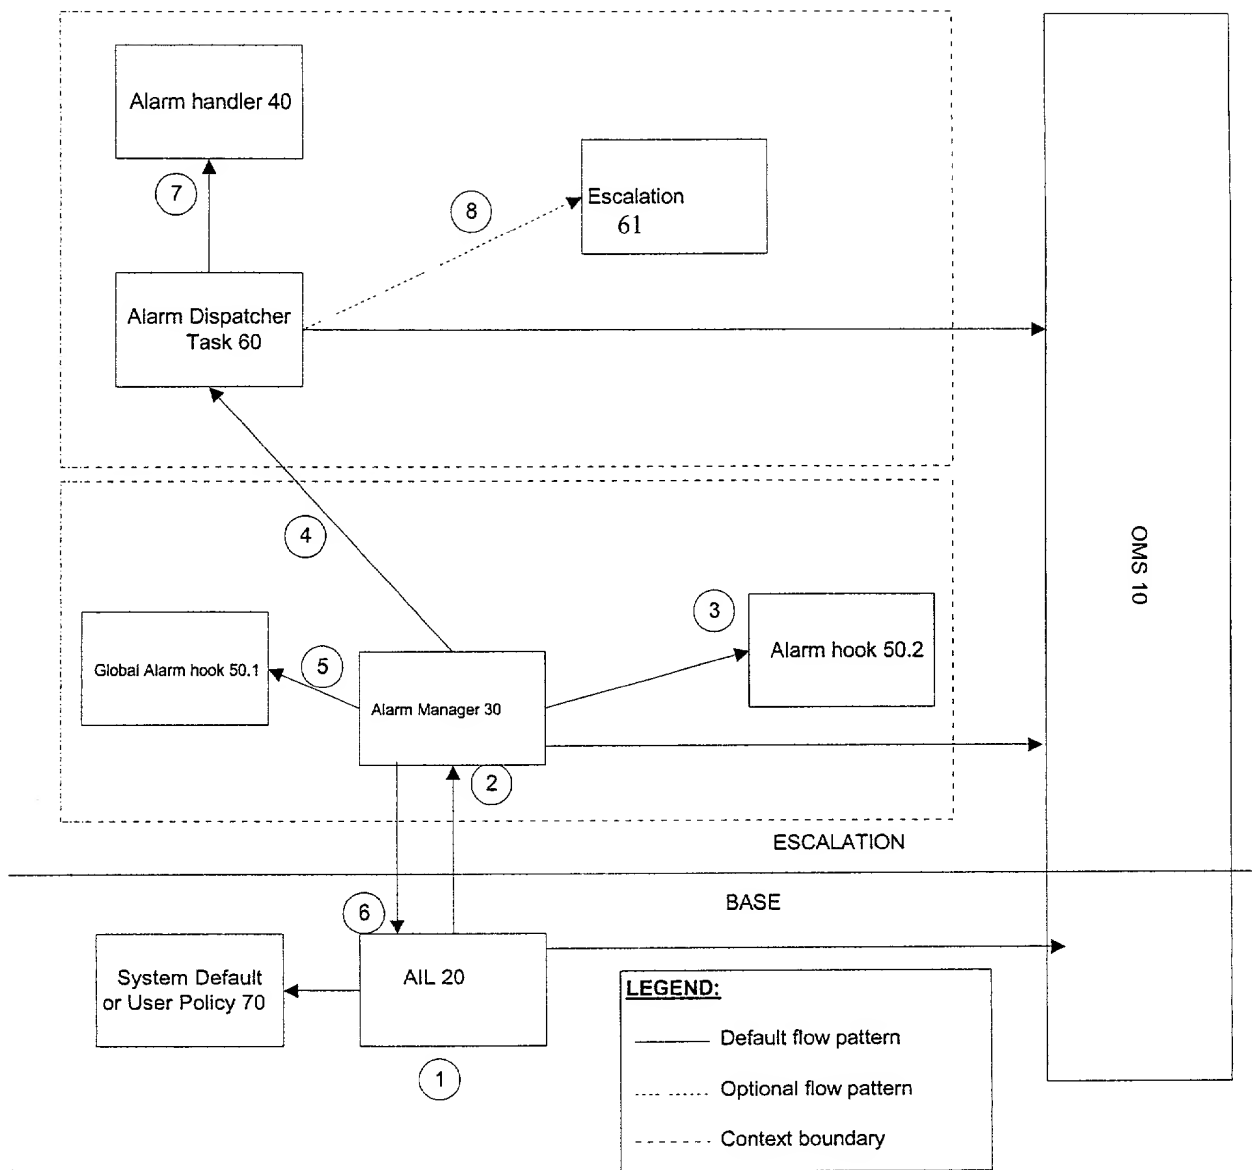 Alarm handler 40
7
8
Escalation
61
Alarm Dispatcher
Task 60
4
OMS 10
3
Global Alarm hook 50.1
5
Alarm Manager 30
Alarm hook 50.2
2
ESCALATION
BASE
6
System Default
or User Policy 70
AIL 20
1
LEGEND:
Default flow pattern
Optional flow pattern
Context boundary